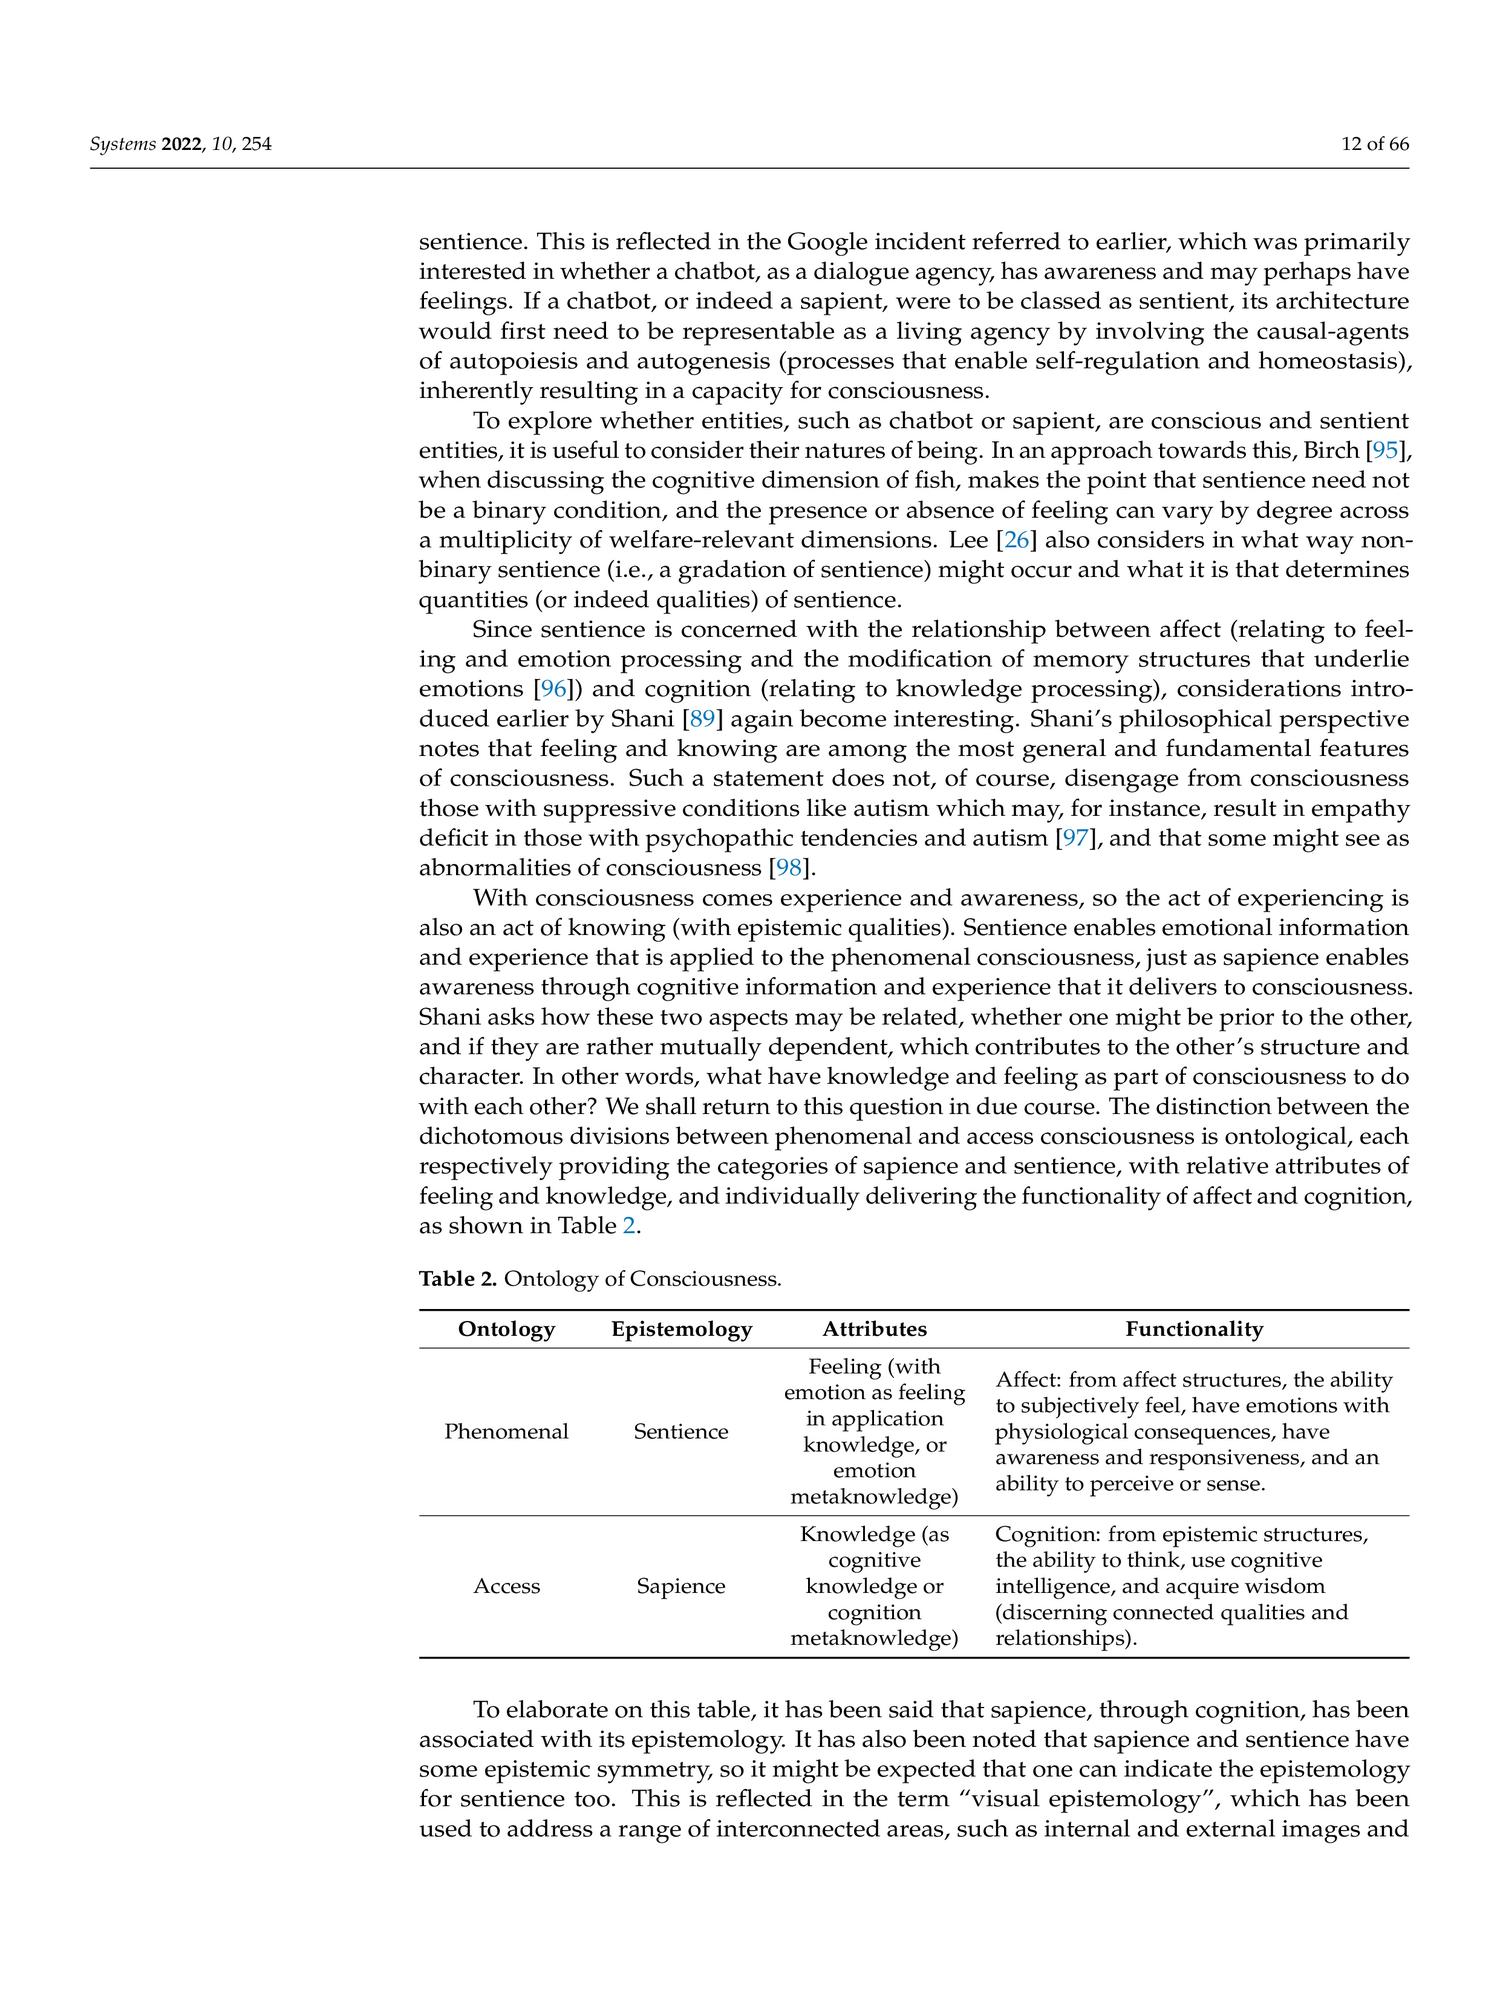 Systems 2022, 10, 254
12 of 66
sentience. This is reflected in the Google incident referred to earlier, which was primarily
interested in whether a chatbot, as a dialogue agency, has awareness and may perhaps have
feelings. If a chatbot, or indeed a sapient, were to be classed as sentient, its architecture
would first need to be representable as a living agency by involving the causal-agents
of autopoiesis and autogenesis (processes that enable self-regulation and homeostasis),
inherently resulting in a capacity for consciousness.
To explore whether entities, such as chatbot or sapient, are conscious and sentient
entities, it is useful to consider their natures of being. In an approach towards this, Birch [95],
when discussing the cognitive dimension of fish, makes the point that sentience need not
be a binary condition, and the presence or absence of feeling can vary by degree across
a multiplicity of welfare-relevant dimensions. Lee [26] also considers in what way non-
binary sentience (i.e., a gradation of sentience) might occur and what it is that determines
quantities (or indeed qualities) of sentience.
Since sentience is concerned with the relationship between affect (relating to feel-
ing and emotion processing and the modification of memory structures that underlie
emotions [96]) and cognition (relating to knowledge processing), considerations intro-
duced earlier by Shani [89] again become interesting. Shani's philosophical perspective
notes that feeling and knowing are among the most general and fundamental features
of consciousness. Such a statement does not, of course, disengage from consciousness
those with suppressive conditions like autism which may, for instance, result in empathy
deficit in those with psychopathic tendencies and autism [97], and that some might see as
abnormalities of consciousness [98].
With consciousness comes experience and awareness, so the act of experiencing is
also an act of knowing (with epistemic qualities). Sentience enables emotional information
and experience that is applied to the phenomenal consciousness, just as sapience enables
awareness through cognitive information and experience that it delivers to consciousness.
Shani asks how these two aspects may be related, whether one might be prior to the other,
and if they are rather mutually dependent, which contributes to the other's structure and
character. In other words, what have knowledge and feeling as part of consciousness to do
with each other? We shall return to this question in due course. The distinction between the
dichotomous divisions between phenomenal and access consciousness is ontological, each
respectively providing the categories of sapience and sentience, with relative attributes of
feeling and knowledge, and individually delivering the functionality of affect and cognition,
as shown in Table 2.
Table 2. Ontology of Consciousness.
Ontology
Epistemology
Attributes
Functionality
Phenomenal
Sentience
Feeling (with
emotion as feeling
in application
knowledge, or
emotion
metaknowledge)
Affect: from affect structures, the ability
to subjectively feel, have emotions with
physiological consequences, have
awareness and responsiveness, and an
ability to perceive or sense.
Access
Sapience
Knowledge (as
cognitive
knowledge or
cognition
metaknowledge)
Cognition: from epistemic structures,
the ability to think, use cognitive
intelligence, and acquire wisdom
(discerning connected qualities and
relationships).
To elaborate on this table, it has been said that sapience, through cognition, has been
associated with its epistemology. It has also been noted that sapience and sentience have
some epistemic symmetry, so it might be expected that one can indicate the epistemology
for sentience too. This is reflected in the term "visual epistemology", which has been
used to address a range of interconnected areas, such as internal and external images and